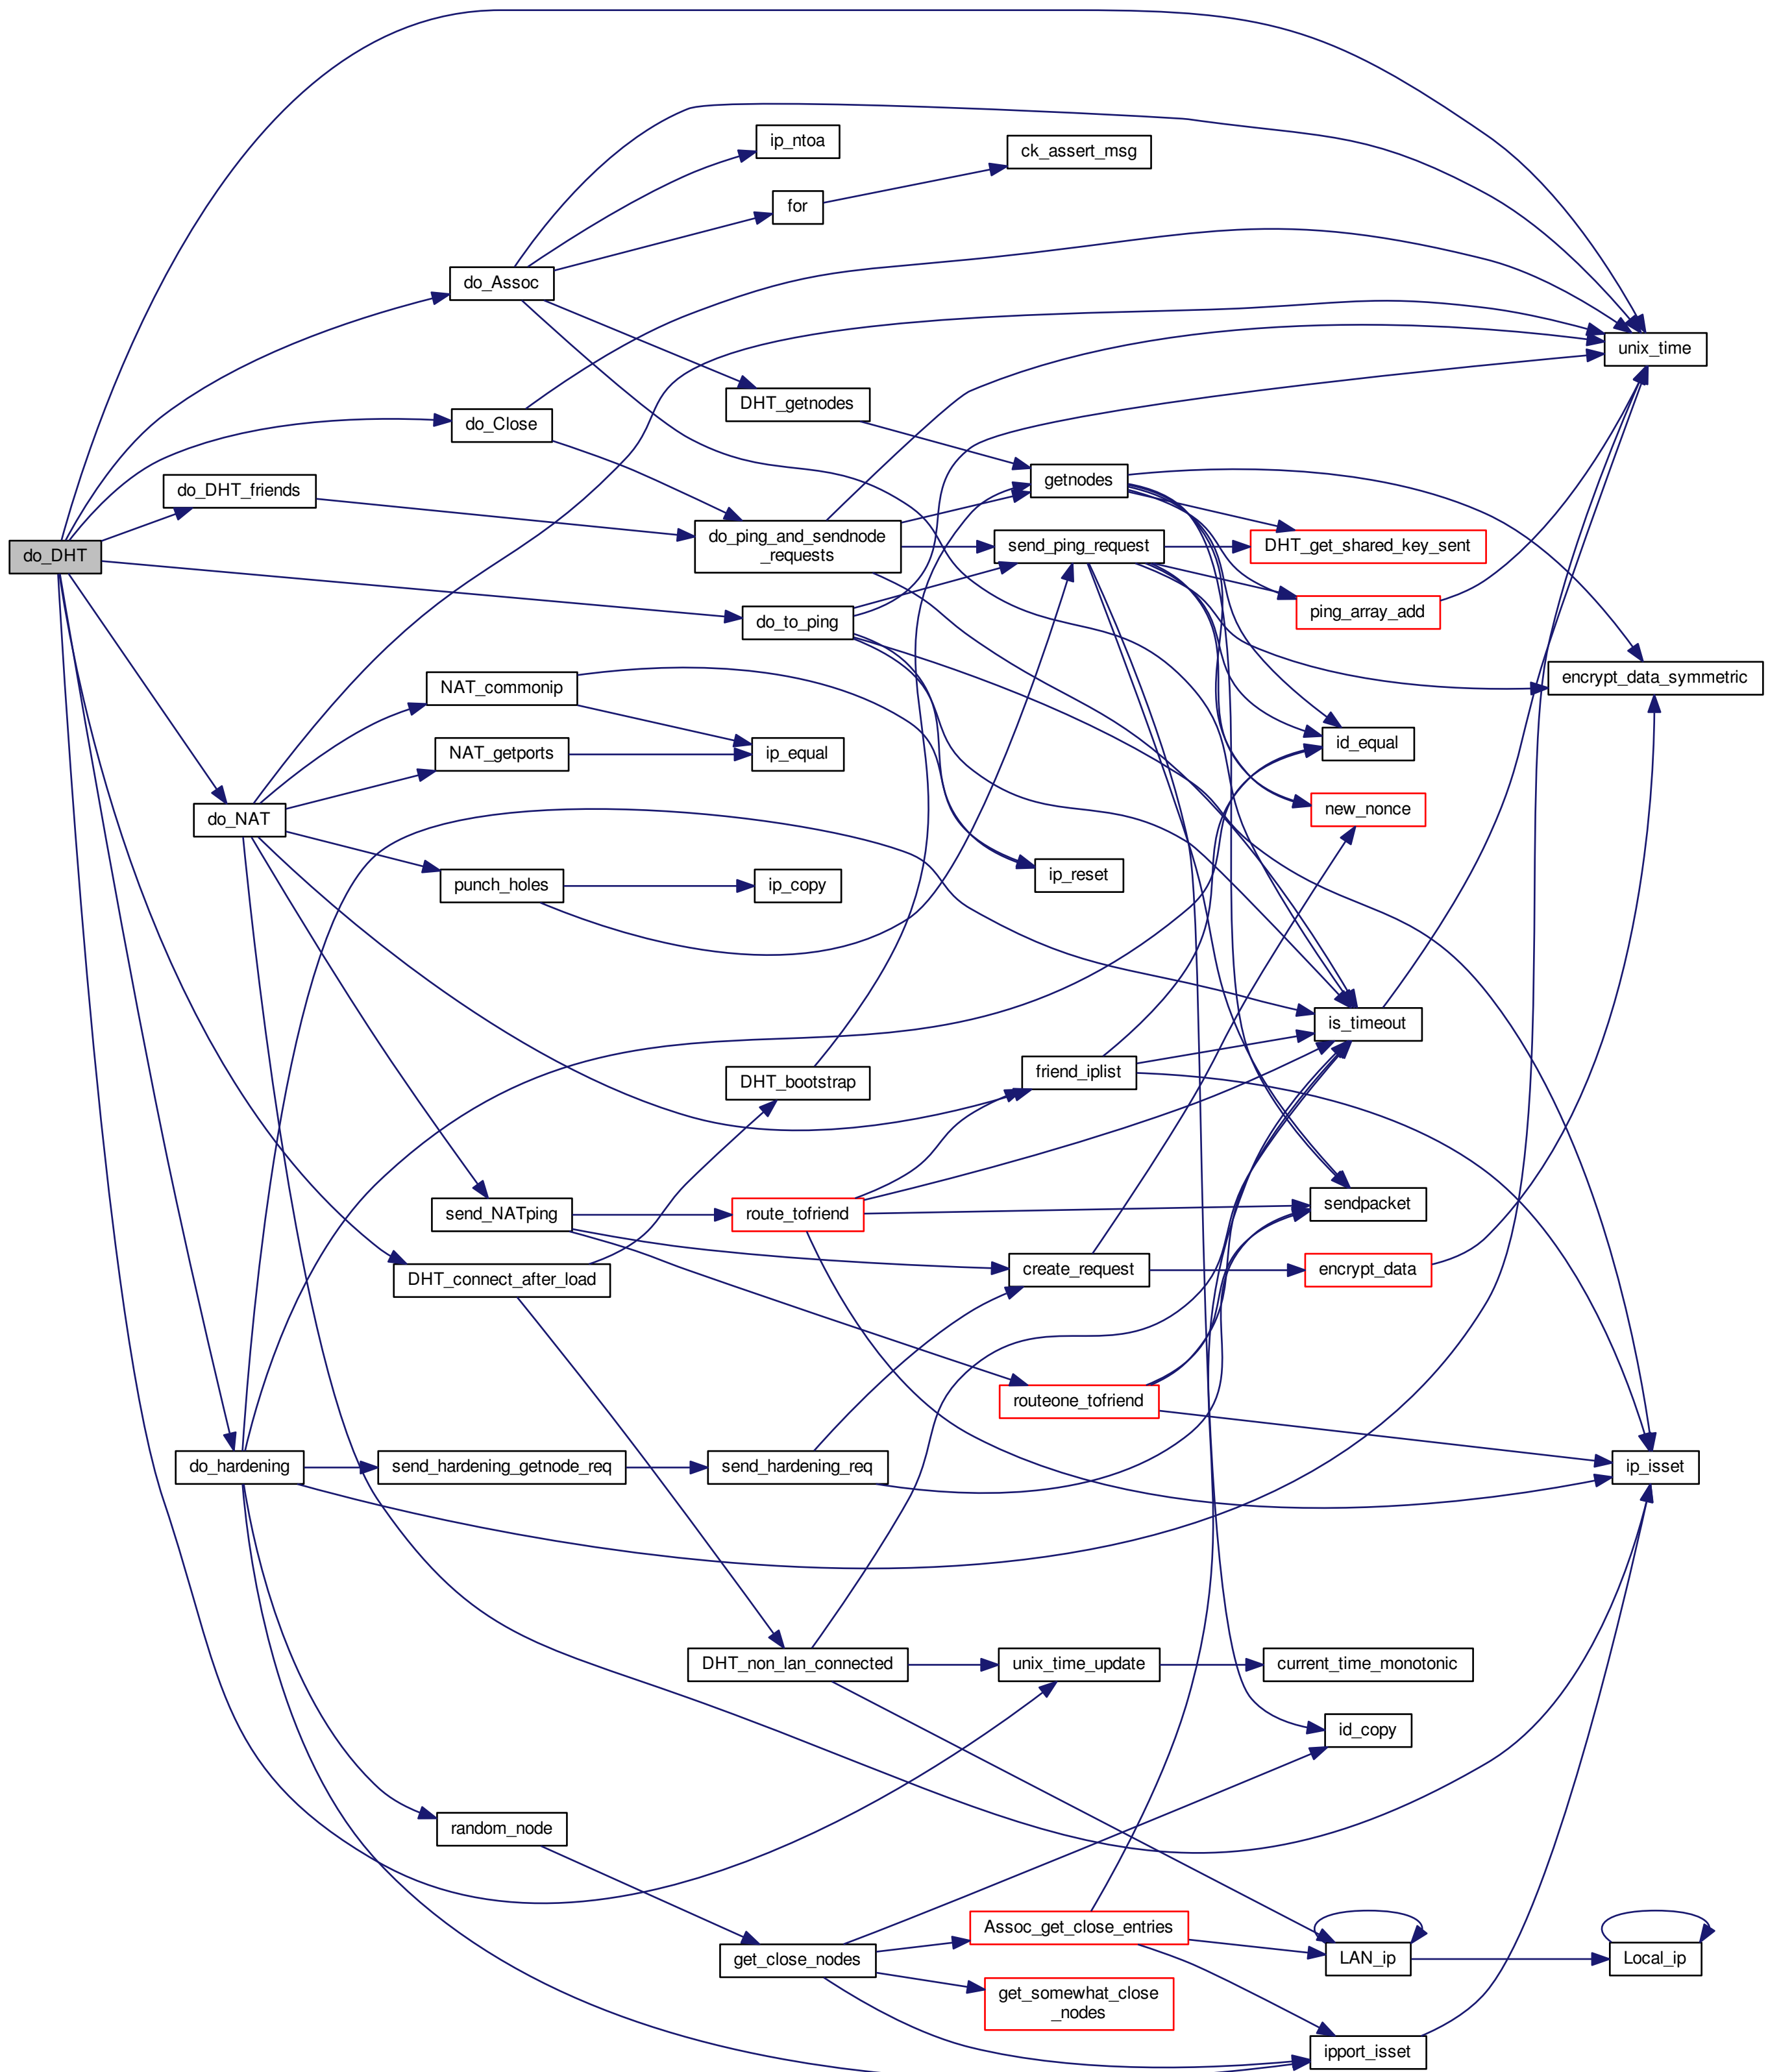 ip_ntoa
ck_assert_msg
for
do_Assoc
unix_time
DHT_getnodes
do_Close
getnodes
do_DHT_friends
do_ping_and_sendnode
_requests
send_ping_request
DHT_get_shared_key_sent
do_DHT
ping_array_add
do_to_ping
encrypt_data_symmetric
NAT_commonip
id_equal
NAT_getports
ip_equal
new_nonce
do_NAT
ip_reset
punch_holes
ip_copy
is_timeout
friend_iplist
DHT_bootstrap
sendpacket
send_NATping
route_tofriend
create_request
encrypt_data
DHT_connect_after_load
routeone_tofriend
do_hardening
send_hardening_getnode_req
send_hardening_req
ip_isset
DHT_non_lan_connected
unix_time_update
current_time_monotonic
id_copy
random_node
Assoc_get_close_entries
get_close_nodes
LAN_ip
Local_ip
get_somewhat_close
_nodes
ipport_isset